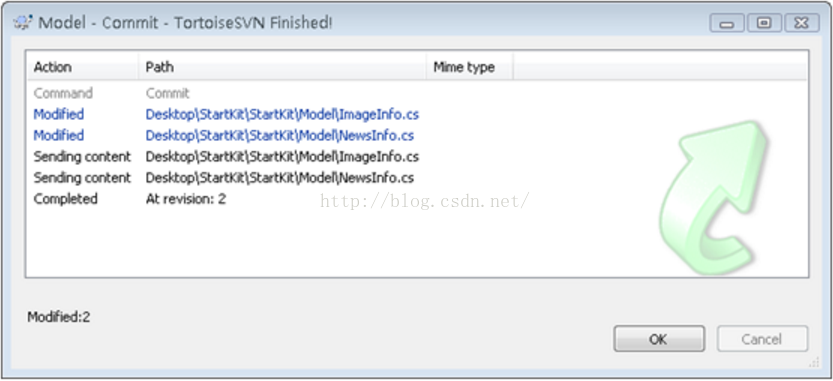 Model - Commit - TortoiseSVN Finished!
Action Path Mime type
Command Commit
Modified Desktop\StartKit\StartKit\Model\ImageInfo.cs
Modified Desktop\StartKit\StartKit\Model\NewsInfo.cs
Sending content Desktop\StartKit\StartKit\Model\ImageInfo.cs
Sending content Desktop\StartKit\StartKit\Model\NewsInfo.cs
Completed At revision: 2
http://blog.csdn.net/
Modified:2
OK Cancel